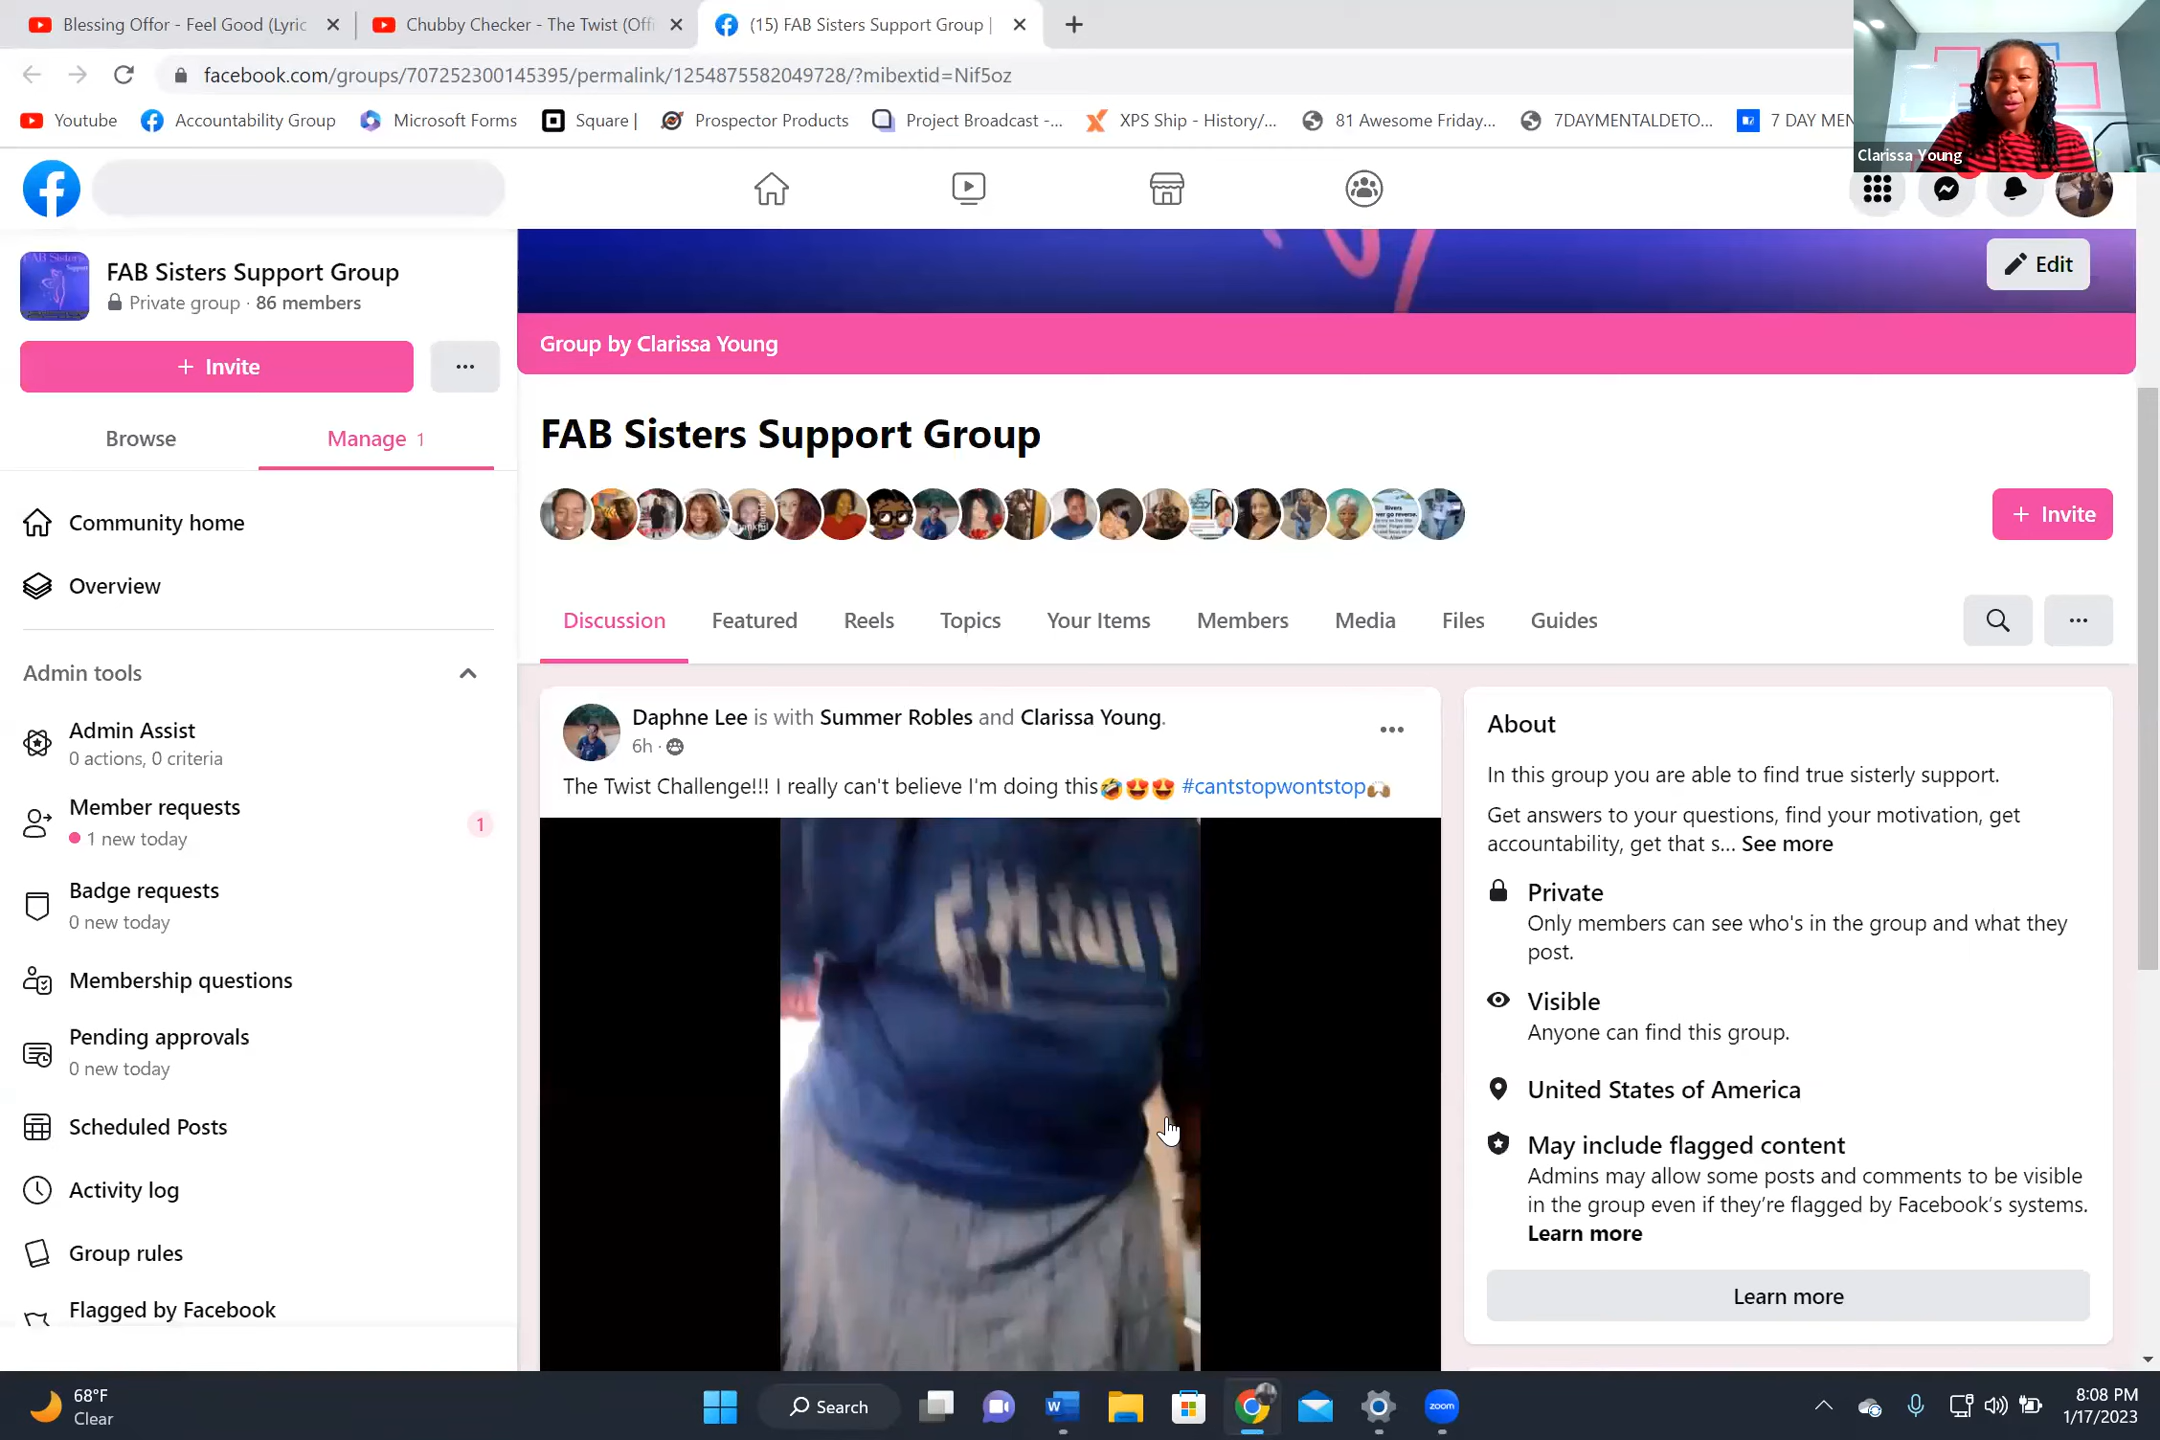 Blessing Offor - Feel Good (Lyric
Chubby Checker - The Twist (Offi
(15) FAB Sisters Support Group |
facebook.com/groups/707252300145395/permalink/1254875582049728/?mibextid=Nif5oz
Youtube
Accountability Group
Microsoft Forms
Square |
Prospector Products
Project Broadcast -...
XPS Ship - History/...
81 Awesome Friday...
7DAYMENTALDETO...
7 DAY MEN
Clarissa Young
FAB Sisters Support Group
Private group · 86 members
+ Invite
Browse
Manage 1
Community home
Overview
Admin tools
Admin Assist
0 actions, 0 criteria
Member requests
1 new today
1
Badge requests
0 new today
Membership questions
Pending approvals
0 new today
Scheduled Posts
Activity log
Group rules
Flagged by Facebook
Edit
Group by Clarissa Young
FAB Sisters Support Group
+ Invite
Discussion
Featured
Reels
Topics
Your Items
Members
Media
Files
Guides
Daphne Lee is with Summer Robles and Clarissa Young.
6h ·
The Twist Challenge!!! I really can't believe I'm doing this🤣😍😍 #cantstopwontstop🙌🏽
About
In this group you are able to find true sisterly support.
Get answers to your questions, find your motivation, get
accountability, get that s... See more
Private
Only members can see who's in the group and what they
post.
Visible
Anyone can find this group.
United States of America
May include flagged content
Admins may allow some posts and comments to be visible
in the group even if they're flagged by Facebook's systems.
Learn more
Learn more
68°F
Clear
Search
zoom
8:08 PM
1/17/2023